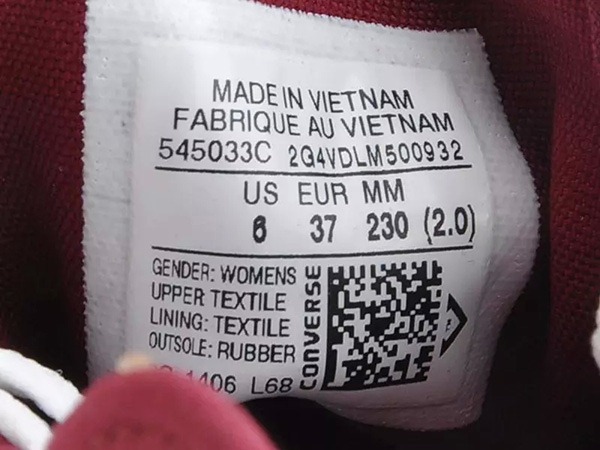 MADE IN VIETNAM
FABRIQUE AU VIETNAM
545033C 2Q4VDLM500932
US EUR MM
6 37 230 (2.0)
GENDER: WOMENS
UPPER TEXTILE
LINING: TEXTILE
OUTSOLE: RUBBER
1406 L68
CONVERSE